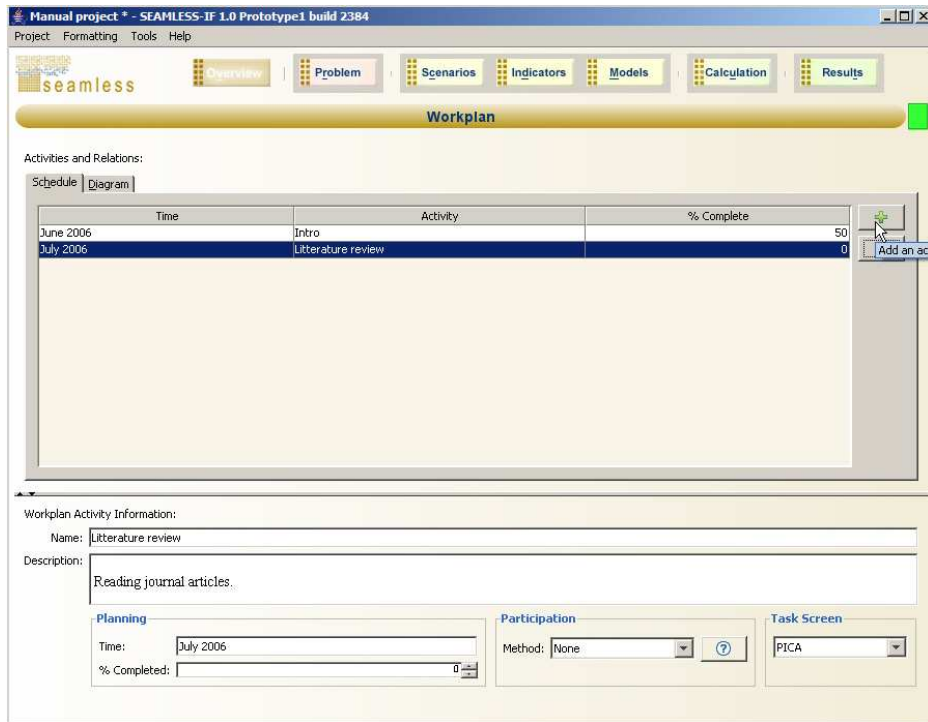 Manual project * - SEAMLESS-IF 1.0 Prototype1 build 2384
Project Formatting Tools Help
seamless Overview Problem Scenarios Indicators Models Calculation Results
Workplan
Activities and Relations:
Schedule Diagram
Time Activity % Complete
June 2006 Intro 50
July 2006 Litterature review 0
Add an ac
Workplan Activity Information:
Name: Litterature review
Description:
Reading journal articles.
Planning Participation Task Screen
Time: July 2006 Method: None ? PICA
% Completed: 0